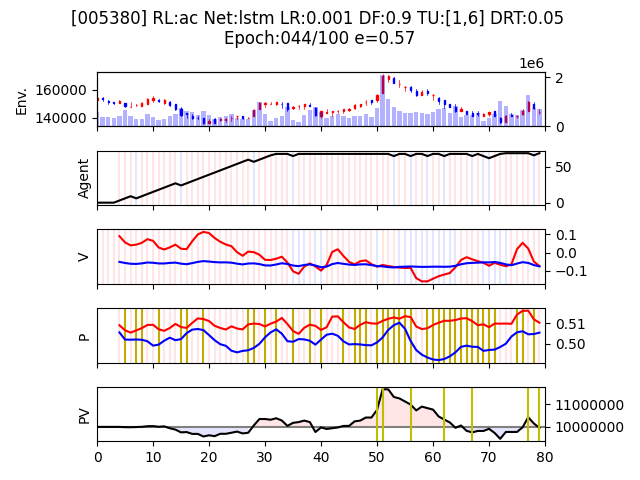 [005380] RL:ac Net:lstm LR:0.001 DF:0.9 TU:[1,6] DRT:0.05
Epoch:044/100 e=0.57
1e6
Env.
160000
140000
2
0
Agent
50
0
V
0.1
0.0
−0.1
P
0.51
0.50
PV
11000000
10000000
0 10 20 30 40 50 60 70 80